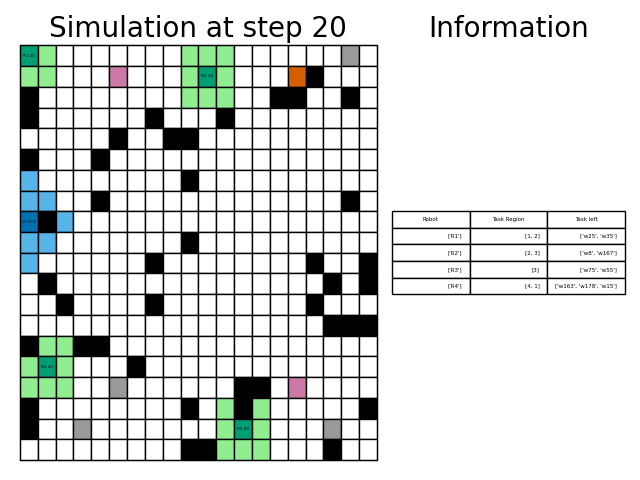 Simulation at step 20
Information
R1 20
R2 20
R4 20
R3 20
Robot Task Region Task left
['R1'] [1, 2] ['w25', 'w35']
['R2'] [2, 3] ['w8', 'w167']
['R3'] [3] ['w75', 'w55']
['R4'] [4, 1] ['w163', 'w178', 'w15']